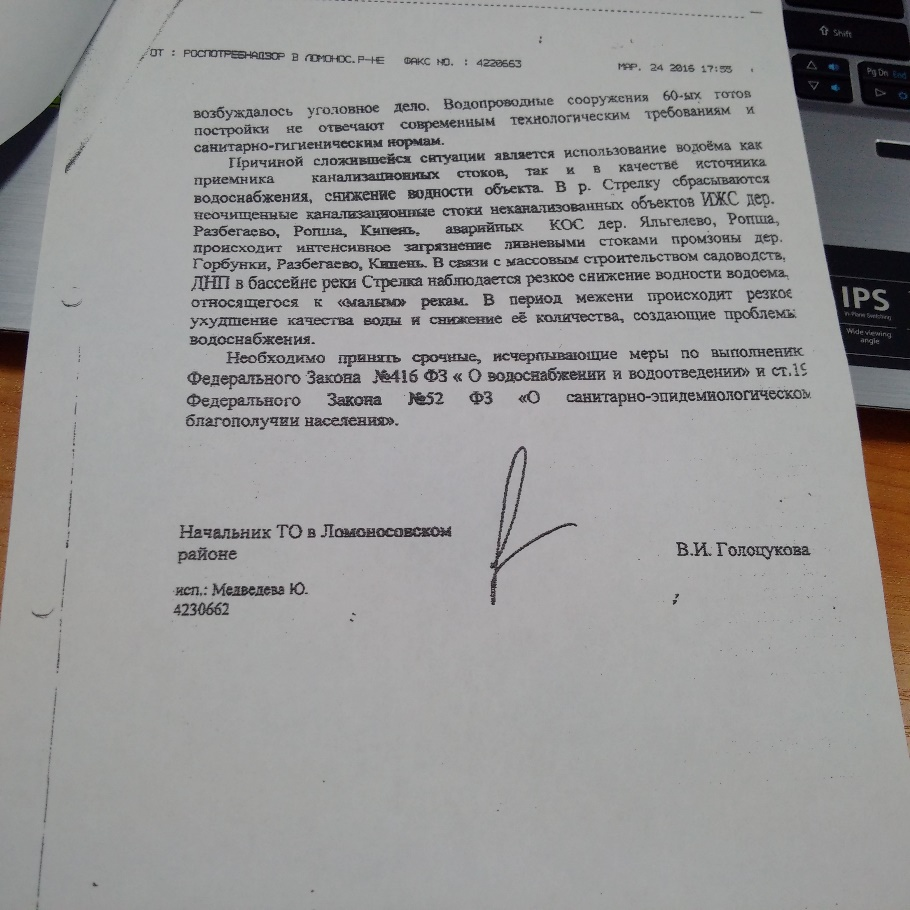 ОТ : РОСПОТРЕБНАДЗОР В ЛОМОНОС.Р-НЕ ФАКС NO. : 4220663 МАР. 24 2016 17:55
возбуждалось уголовное дело. Водопроводные сооружения 60-ых готов
постройки не отвечают современным технологическим требованиям и
санитарно-гигиеническим нормам.
Причиной сложившейся ситуации является использование водоёма как
приемника канализационных стоков, так и в качестве источника
водоснабжения, снижение водности объекта. В р. Стрелку сбрасываются
неочищенные канализационные стоки неканализованных объектов ИЖС дер.
Разбегаево, Ропша, Кипень, аварийных КОС дер. Яльгелево, Ропша,
происходит интенсивное загрязнение ливневыми стоками промзоны дер.
Горбунки, Разбегаево, Кипень. В связи с массовым строительством садоводств,
ДНП в бассейне реки Стрелка наблюдается резкое снижение водности водоема,
относящегося к «малым» рекам. В период межени происходит резкое
ухудшение качества воды и снижение её количества, создающие проблемы
водоснабжения.
Необходимо принять срочные, исчерпывающие меры по выполнению
Федерального Закона №416 ФЗ « О водоснабжении и водоотведении» и ст.19
Федерального Закона №52 ФЗ «О санитарно-эпидемиологическом
благополучии населения».
Начальник ТО в Ломоносовском
районе
В.И. Голоцукова
исп.: Медведева Ю.
4230662
Shift
Pg Dn End
IPS
In-Plane Switching
Wide viewing
angle